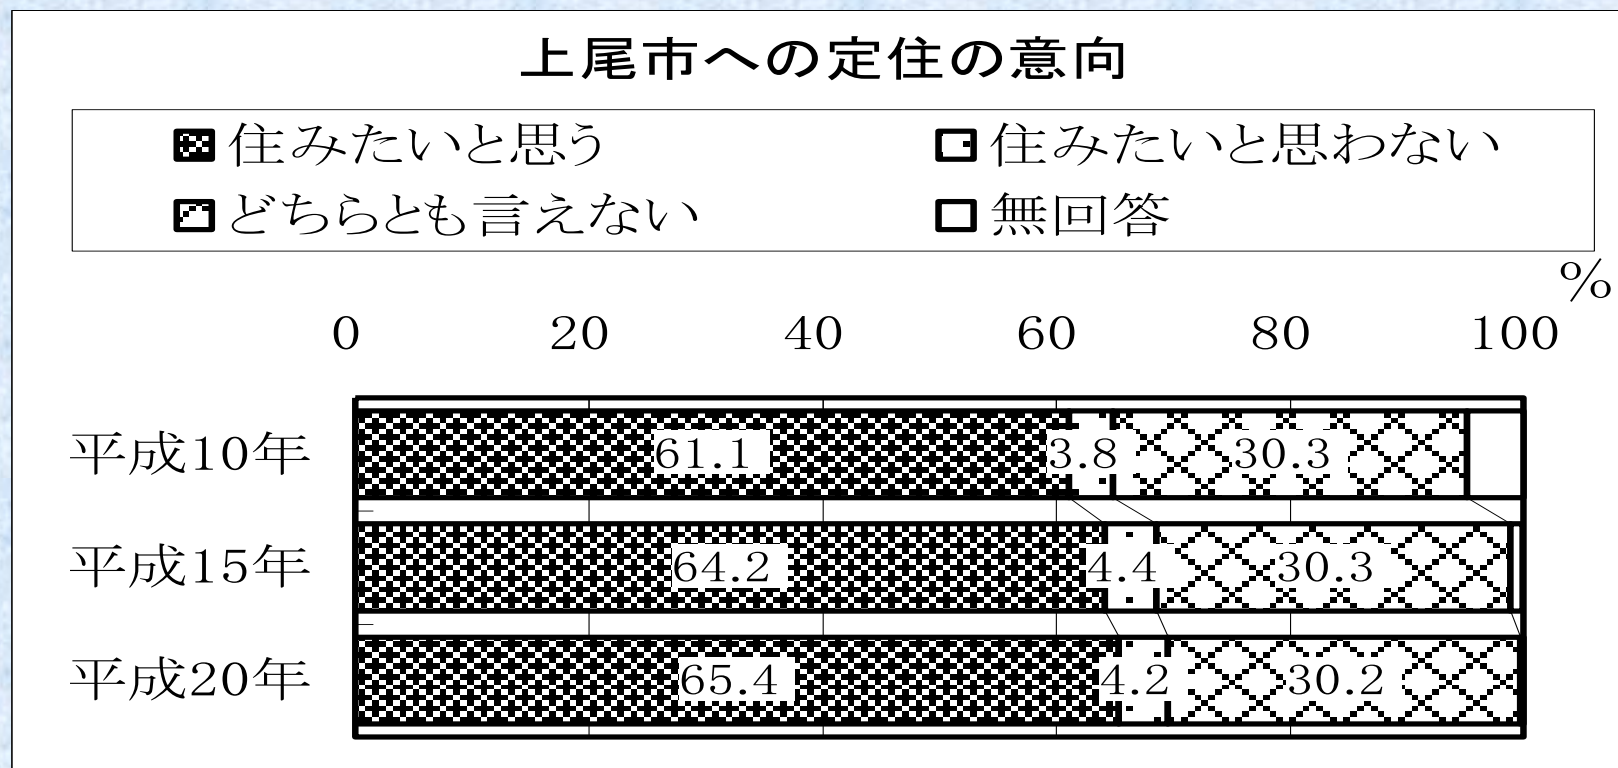 上尾市への定住の意向
住みたいと思う 住みたいと思わない
どちらとも言えない 無回答
%
0 20 40 60 80 100
平成10年 61.1 3.8 30.3
平成15年 64.2 4.4 30.3
平成20年 65.4 4.2 30.2